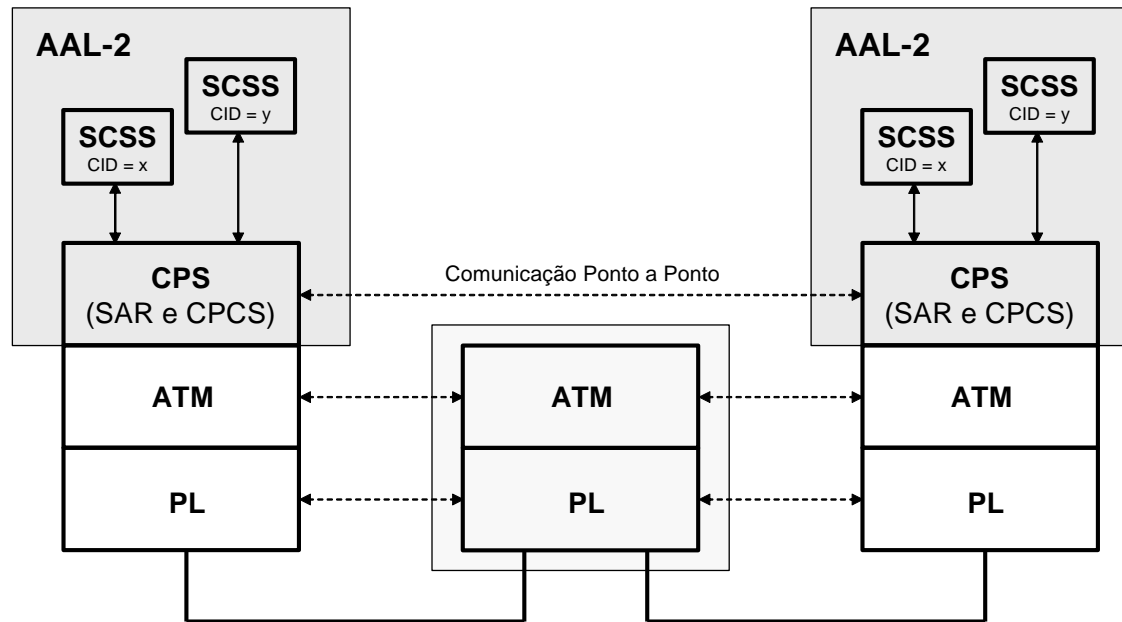 AAL-2
SCSS
CID = y
SCSS
CID = x
CPS
(SAR e CPCS)
ATM
PL
Comunicação Ponto a Ponto
ATM
PL
AAL-2
SCSS
CID = y
SCSS
CID = x
CPS
(SAR e CPCS)
ATM
PL